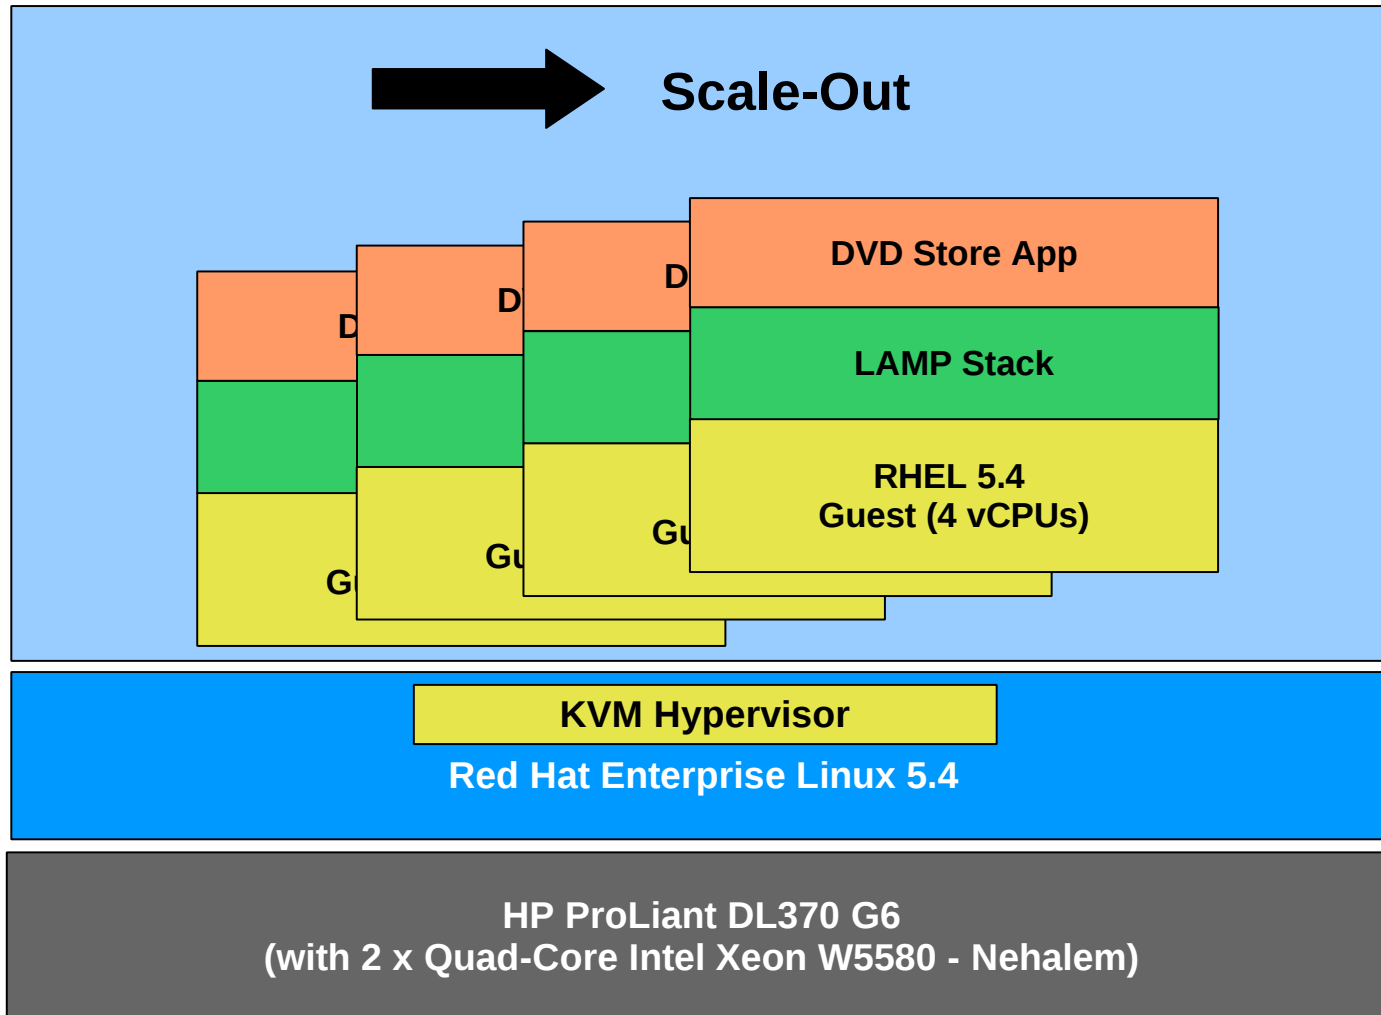 Scale-Out
DVD Store App
LAMP Stack
RHEL 5.4
Guest (4 vCPUs)
KVM Hypervisor
Red Hat Enterprise Linux 5.4
HP ProLiant DL370 G6
(with 2 x Quad-Core Intel Xeon W5580 - Nehalem)